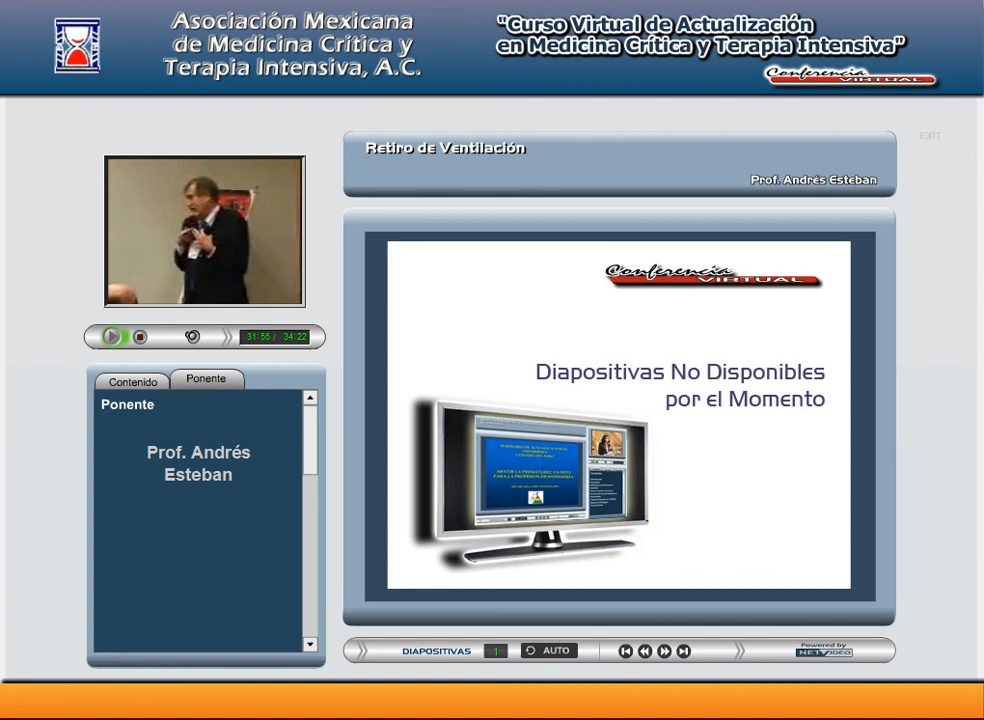 Asociación Mexicana
de Medicina Crítica y
Terapia Intensiva, A.C.
"Curso Virtual de Actualización
en Medicina Crítica y Terapia Intensiva"
Conferencia
VIRTUAL
EXIT
Retiro de Ventilación
Prof. Andrés Esteban
31:55 / 34:22
Contenido
Ponente
Ponente
Prof. Andrés
Esteban
Conferencia
VIRTUAL
Diapositivas No Disponibles
por el Momento
DIAPOSITIVAS
1
AUTO
Powered by
NETVIDEO